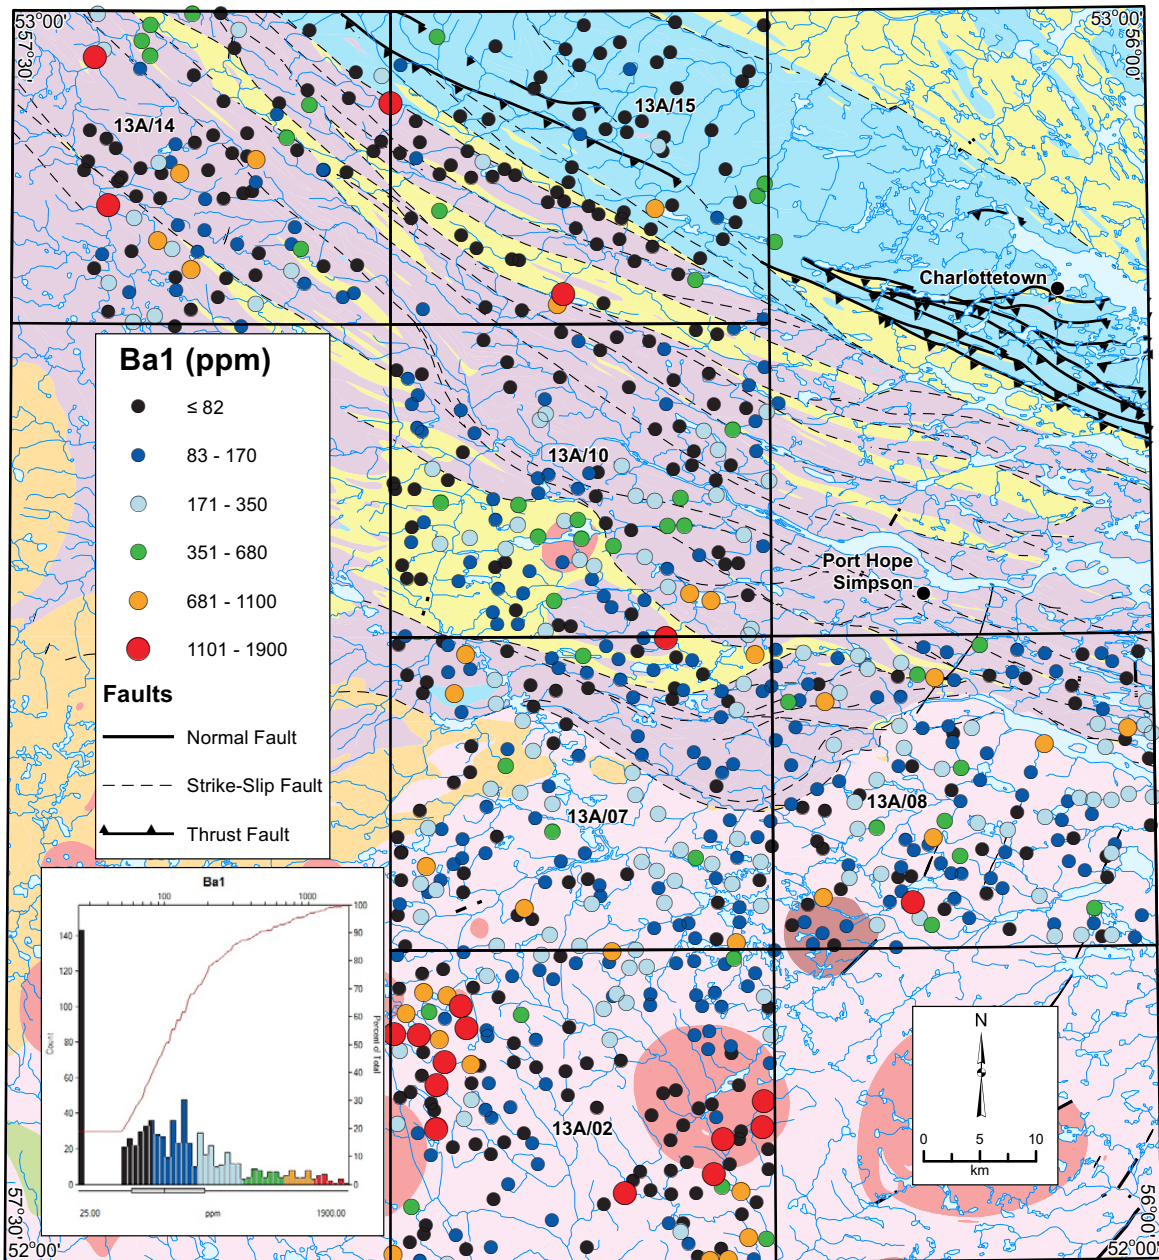 53°00'
57°30'
53°00'
56°00'
13A/14
13A/15
Charlottetown
Ba1 (ppm)
≤ 82
83 - 170
171 - 350
351 - 680
681 - 1100
1101 - 1900
Faults
Normal Fault
Strike-Slip Fault
Thrust Fault
13A/10
Port Hope
Simpson
13A/07
13A/08
13A/02
Ba1
100 1000
140
120
100
80
60
40
20
0
Count
100
90
80
70
60
50
40
30
20
10
0
Percent of Total
25.00 ppm 1900.00
N
0 5 10
km
57°30'
52°00'
56°00'
52°00'